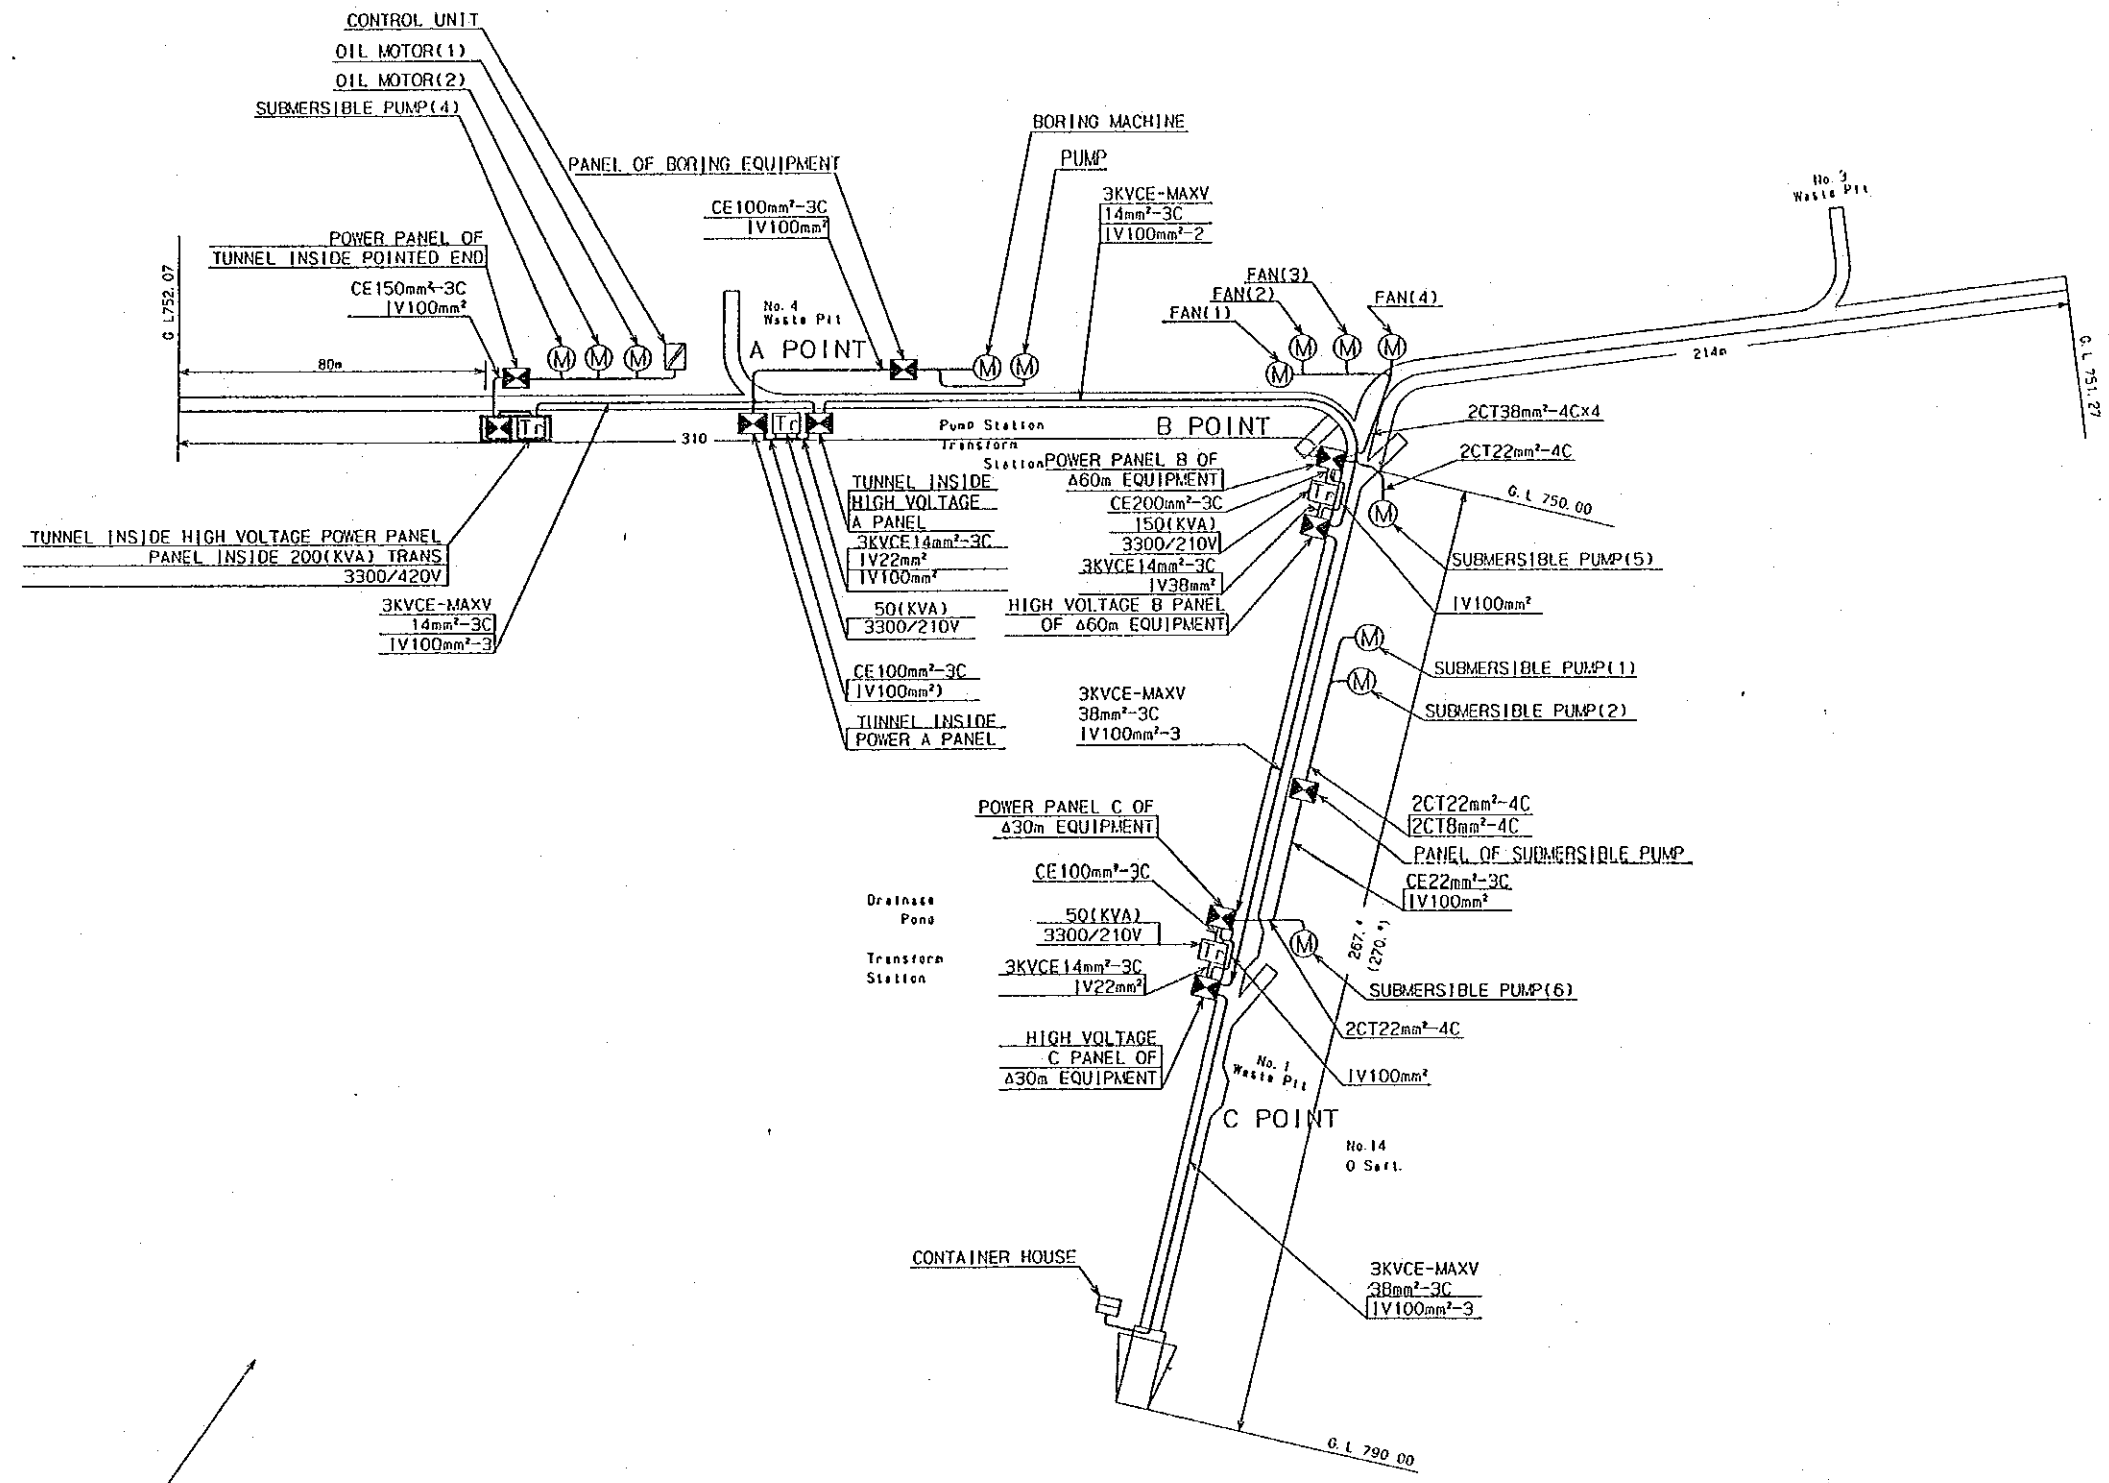 CONTROL UNIT
OIL MOTOR(1)
OIL MOTOR(2)
SUBMERSIBLE PUMP(4)
BORING MACHINE
PANEL OF BORING EQUIPMENT
PUMP
3KVCE-MAXV
14mm²-3C
IV100mm²-2
No. 3
Waste Pit
CE100mm²-3C
IV100mm²
POWER PANEL OF
TUNNEL INSIDE POINTED END
CE150mm²-3C
IV100mm²
G L752.07
80m
M
M
M
No. 4
Waste Pit
A POINT
M
M
FAN(3)
FAN(2)
FAN(1)
FAN(4)
M
M
M
M
214m
G. L 751. 27
Tr
310
Tr
Pump Station
Transform
Station
B POINT
2CT38mm²-4C×4
2CT22mm²-4C
POWER PANEL B OF
Δ60m EQUIPMENT
CE200mm²-3C
150(KVA)
3300/210V
3KVCE14mm²-3C
IV38mm²
HIGH VOLTAGE B PANEL
OF Δ60m EQUIPMENT
Tr
M
G. L 750. 00
SUBMERSIBLE PUMP(5)
IV100mm²
TUNNEL INSIDE
HIGH VOLTAGE
A PANEL
3KVCE14mm²-3C
IV22mm²
IV100mm²
50(KVA)
3300/210V
CE100mm²-3C
IV100mm²)
TUNNEL INSIDE
POWER A PANEL
TUNNEL INSIDE HIGH VOLTAGE POWER PANEL
PANEL INSIDE 200(KVA) TRANS
3300/420V
3KVCE-MAXV
14mm²-3C
IV100mm²-3
M
SUBMERSIBLE PUMP(1)
M
SUBMERSIBLE PUMP(2)
3KVCE-MAXV
38mm²-3C
IV100mm²-3
2CT22mm²-4C
2CT8mm²-4C
PANEL OF SUBMERSIBLE PUMP
CE22mm²-3C
IV100mm²
POWER PANEL C OF
Δ30m EQUIPMENT
CE100mm²-3C
50(KVA)
3300/210V
3KVCE14mm²-3C
IV22mm²
HIGH VOLTAGE
C PANEL OF
Δ30m EQUIPMENT
Drainage
Pond
Transform
Station
Tr
M
SUBMERSIBLE PUMP(6)
2CT22mm²-4C
IV100mm²
No. 1
Waste Pit
C POINT
No. 14
CONTAINER HOUSE
3KVCE-MAXV
38mm²-3C
IV100mm²-3
G. L 790 00